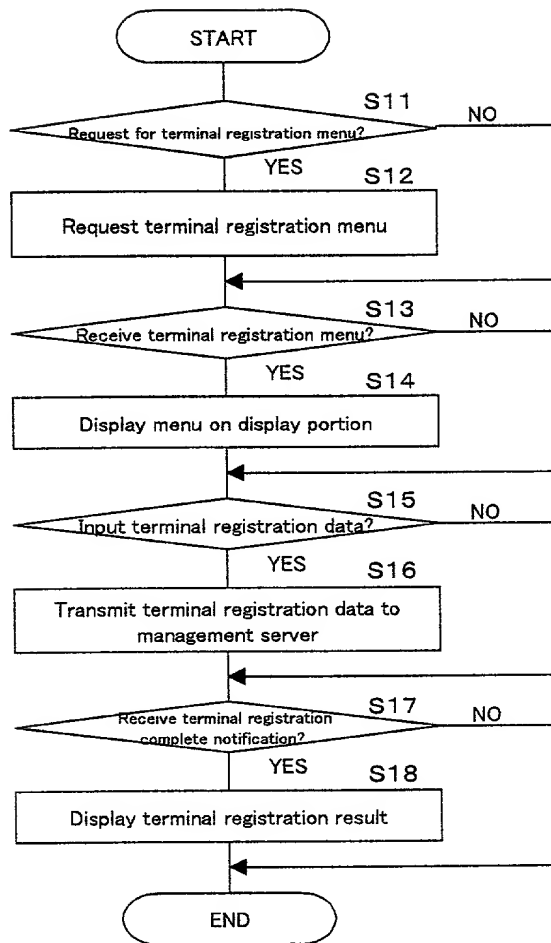 START
S11
Request for terminal registration menu?
NO
YES
S12
Request terminal registration menu
S13
Receive terminal registration menu?
NO
YES
S14
Display menu on display portion
S15
Input terminal registration data?
NO
YES
S16
Transmit terminal registration data to
management server
S17
Receive terminal registration
complete notification?
NO
YES
S18
Display terminal registration result
END